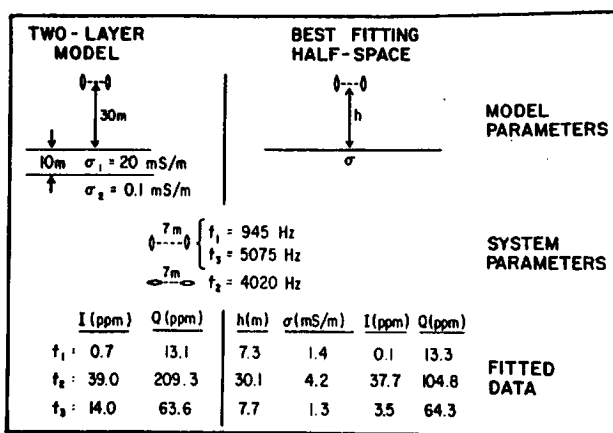 TWO-LAYER MODEL
BEST FITTING HALF-SPACE
30m
h
MODEL PARAMETERS
10m σ₁ = 20 mS/m
σ
σ₂ = 0.1 mS/m
7m
f₁ = 945 Hz
f₃ = 5075 Hz
SYSTEM PARAMETERS
7m
f₂ = 4020 Hz
I (ppm) Q (ppm) h(m) σ(mS/m) I(ppm) Q(ppm)
f₁: 0.7 13.1 7.3 1.4 0.1 13.3
f₂: 39.0 209.3 30.1 4.2 37.7 104.8
f₃: 14.0 63.6 7.7 1.3 3.5 64.3
FITTED DATA